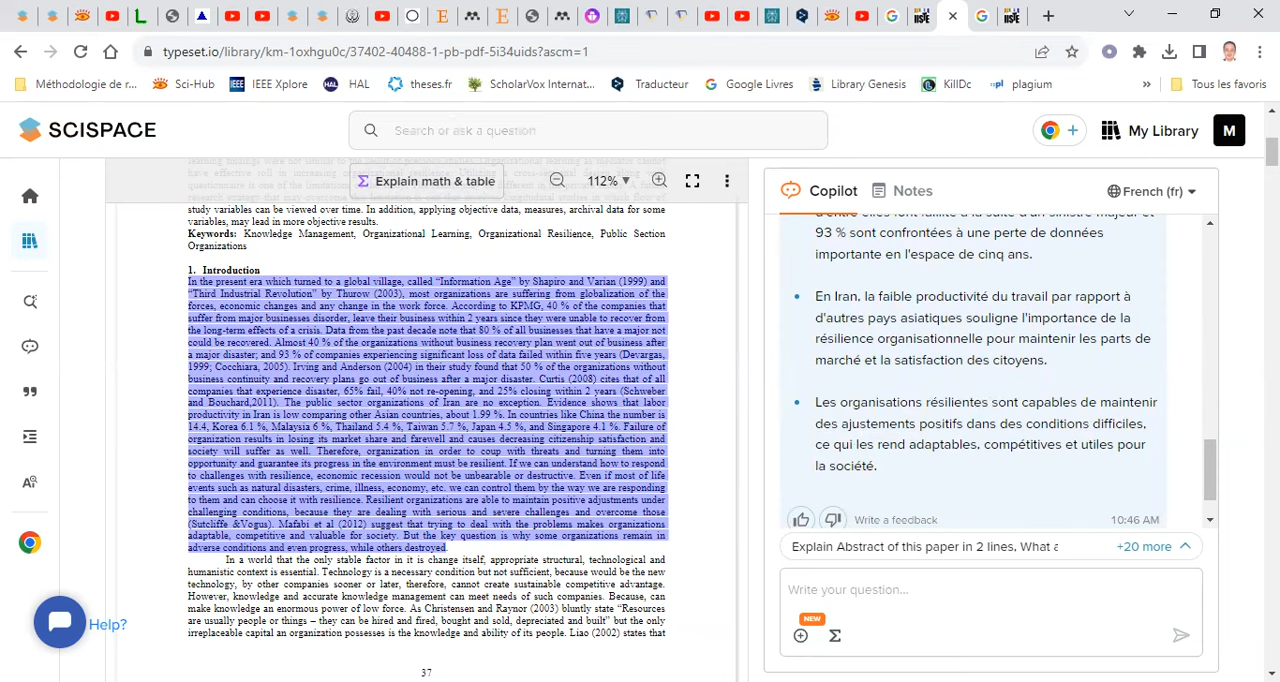 typeset.io/library/km-1oxhgu0c/37402-40488-1-pb-pdf-5i34uids?ascm=1
Méthodologie de r...
Sci-Hub
IEEE Xplore
HAL
theses.fr
ScholarVox Internat...
Traducteur
Google Livres
Library Genesis
KillDc
plagium
»
Tous les favoris
SCISPACE
Search or ask a question
My Library
M
Explain math & table
112%
study variables can be viewed over time. In addition, applying objective data, measures, archival data for some
variables, may lead in more objective results.
Keywords: Knowledge Management, Organizational Learning, Organizational Resilience, Public Section
Organizations
1. Introduction
In the present era which turned to a global village, called “Information Age” by Shapiro and Varian (1999) and
“Third Industrial Revolution” by Thurow (2003), most organizations are suffering from globalization of the
forces, economic changes and any change in the work force. According to KPMG, 40 % of the companies that
suffer from major businesses disorder, leave their business within 2 years since they were unable to recover from
the long-term effects of a crisis. Data from the past decade note that 80 % of all businesses that have a major not
could be recovered. Almost 40 % of the organizations without business recovery plan went out of business after
a major disaster; and 93 % of companies experiencing significant loss of data failed within five years (Devargas,
1999; Cocchiara, 2005). Irving and Anderson (2004) in their study found that 50 % of the organizations without
business continuity and recovery plans go out of business after a major disaster. Curtis (2008) cites that of all
companies that experience disaster, 65% fail, 40% not re-opening, and 25% closing within 2 years (Schweber
and Bouchard,2011). The public sector organizations of Iran are no exception. Evidence shows that labor
productivity in Iran is low comparing other Asian countries, about 1.99 %. In countries like China the number is
14.4, Korea 6.1 %, Malaysia 6 %, Thailand 5.4 %, Taiwan 5.7 %, Japan 4.5 %, and Singapore 4.1 %. Failure of
organization results in losing its market share and farewell and causes decreasing citizenship satisfaction and
society will suffer as well. Therefore, organization in order to coup with threats and turning them into
opportunity and guarantee its progress in the environment must be resilient. If we can understand how to respond
to challenges with resilience, economic recession would not be unbearable or destructive. Even if most of life
events such as natural disasters, crime, illness, economy, etc. we can control them by the way we are responding
to them and can choose it with resilience. Resilient organizations are able to maintain positive adjustments under
challenging conditions, because they are dealing with serious and severe challenges and overcome those
(Sutcliffe &Vogus). Mafabi et al (2012) suggest that trying to deal with the problems makes organizations
adaptable, competitive and valuable for society. But the key question is why some organizations remain in
adverse conditions and even progress, while others destroyed.
In a world that the only stable factor in it is change itself, appropriate structural, technological and
humanistic context is essential. Technology is a necessary condition but not sufficient, because would be the new
technology, by other companies sooner or later, therefore, cannot create sustainable competitive advantage.
However, knowledge and accurate knowledge management can meet needs of such companies. Because, can
make knowledge an enormous power of low force. As Christensen and Raynor (2003) bluntly state “Resources
are usually people or things – they can be hired and fired, bought and sold, depreciated and built” but the only
irreplaceable capital an organization possesses is the knowledge and ability of its people. Liao (2002) states that
37
Copilot
Notes
French (fr)
d'entre elles font faillite à la suite d'un sinistre majeur et
93 % sont confrontées à une perte de données
importante en l'espace de cinq ans.
• En Iran, la faible productivité du travail par rapport à
d'autres pays asiatiques souligne l'importance de la
résilience organisationnelle pour maintenir les parts de
marché et la satisfaction des citoyens.
• Les organisations résilientes sont capables de maintenir
des ajustements positifs dans des conditions difficiles,
ce qui les rend adaptables, compétitives et utiles pour
la société.
Write a feedback
10:46 AM
Explain Abstract of this paper in 2 lines, What a
+20 more
Write your question...
NEW
Help?